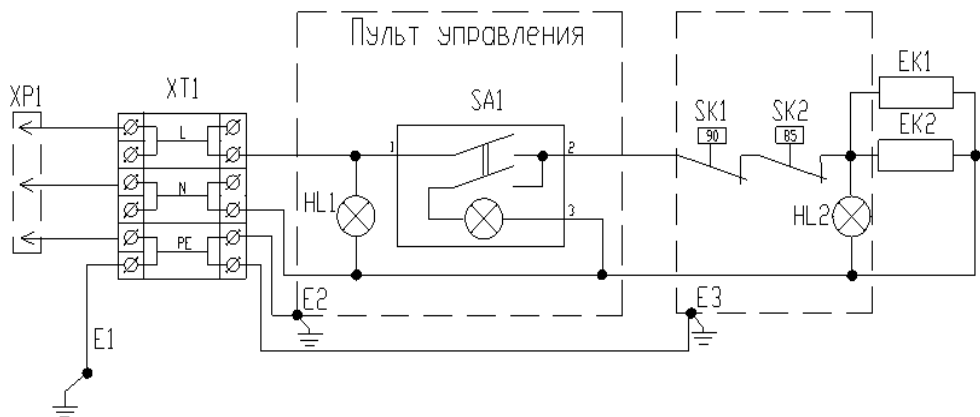 Пульт управления
XP1
XT1
SA1
SK1
SK2
EK1
EK2
90
85
L
N
PE
1
2
3
HL1
HL2
E1
E2
E3